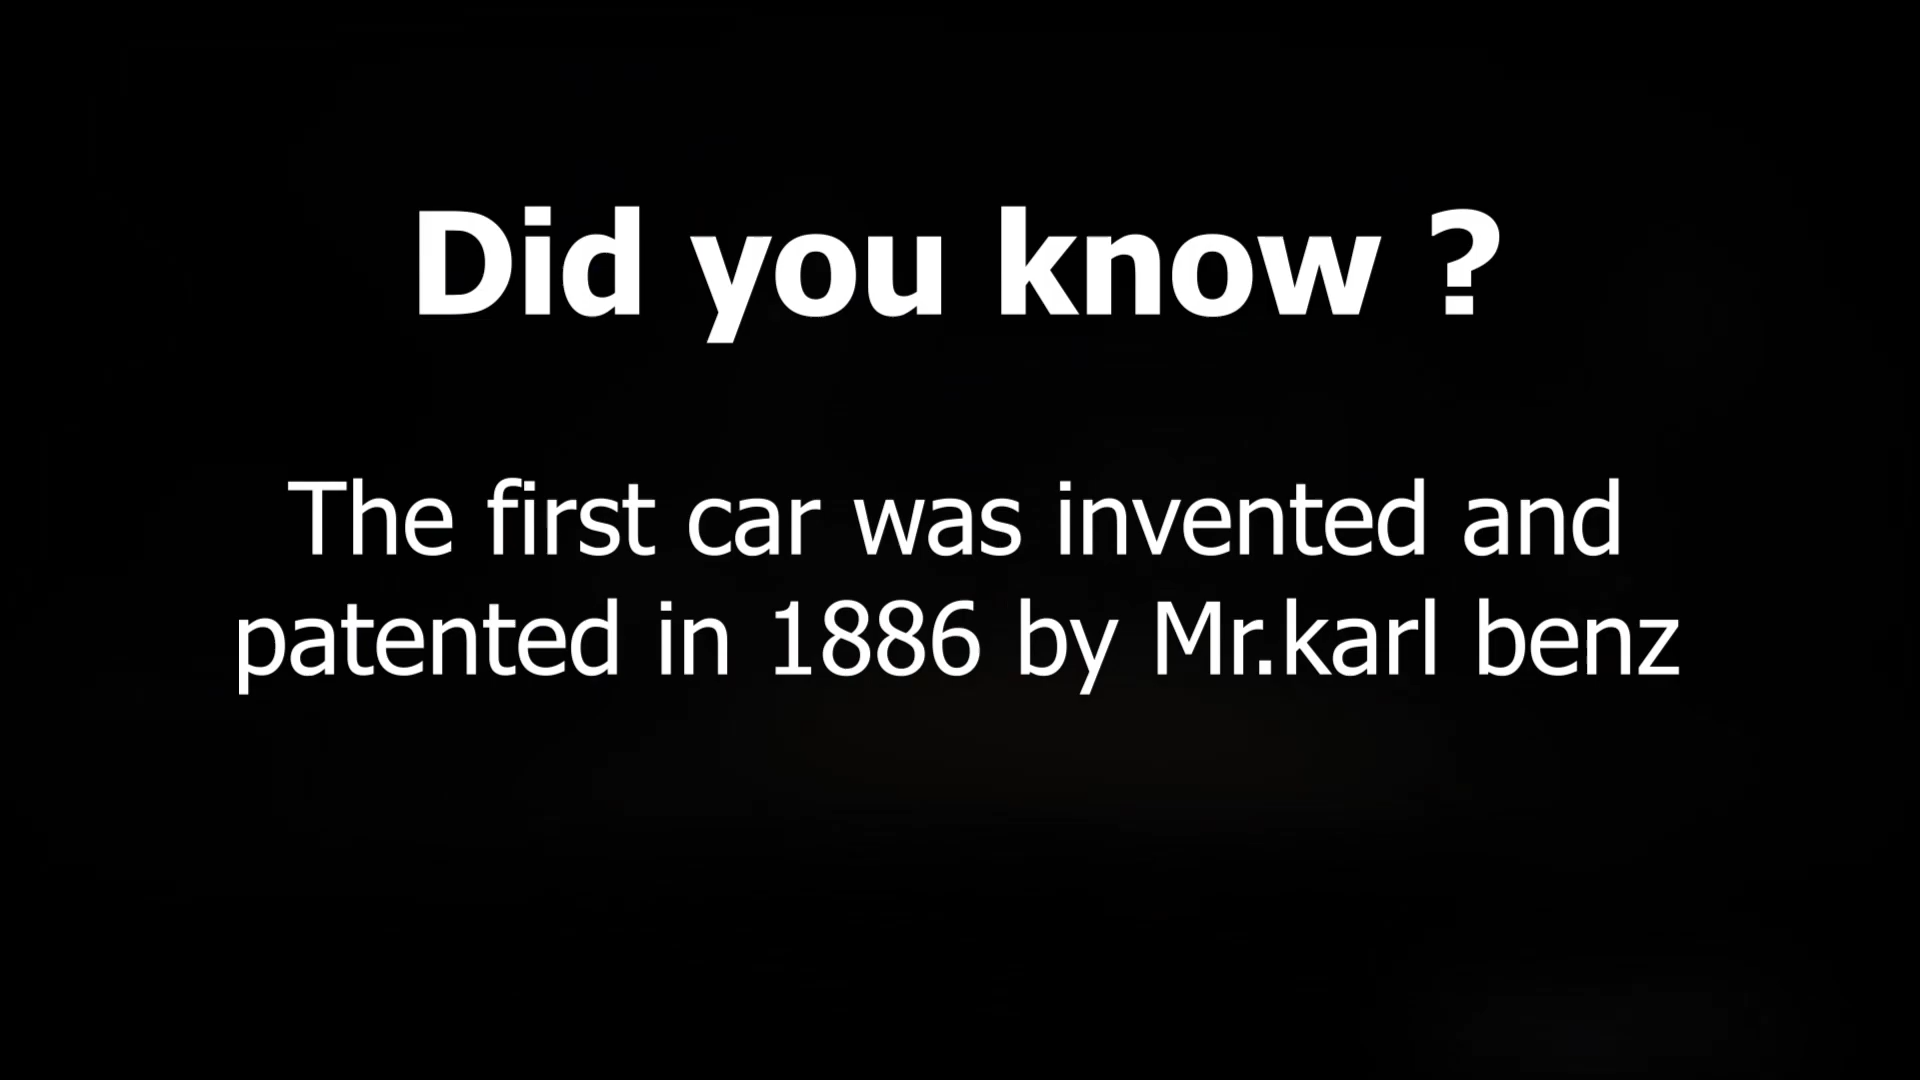 Did you know ?
The first car was invented and
patented in 1886 by Mr.karl benz